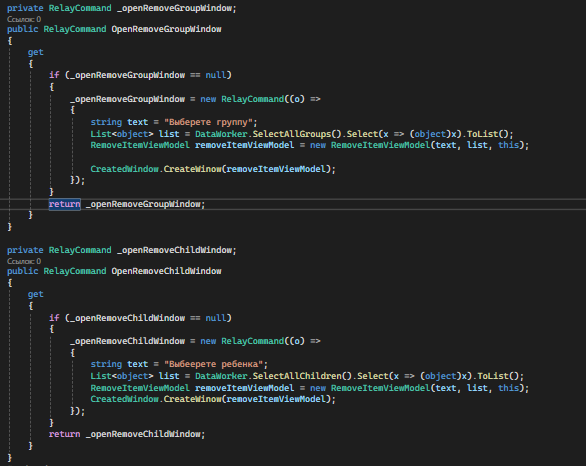 private RelayCommand _openRemoveGroupWindow;
Ссылок: 0
public RelayCommand OpenRemoveGroupWindow
{
get
{
if (_openRemoveGroupWindow == null)
{
_openRemoveGroupWindow = new RelayCommand((o) =>
{
string text = "Выберете группу";
List<object> list = DataWorker.SelectAllGroups().Select(x => (object)x).ToList();
RemoveItemViewModel removeItemViewModel = new RemoveItemViewModel(text, list, this);
CreatedWindow.CreateWinow(removeItemViewModel);
});
}
return _openRemoveGroupWindow;
}
}
private RelayCommand _openRemoveChildWindow;
Ссылок: 0
public RelayCommand OpenRemoveChildWindow
{
get
{
if (_openRemoveChildWindow == null)
{
_openRemoveChildWindow = new RelayCommand((o) =>
{
string text = "Выбеерете ребенка";
List<object> list = DataWorker.SelectAllChildren().Select(x => (object)x).ToList();
RemoveItemViewModel removeItemViewModel = new RemoveItemViewModel(text, list, this);
CreatedWindow.CreateWinow(removeItemViewModel);
});
}
return _openRemoveChildWindow;
}
}